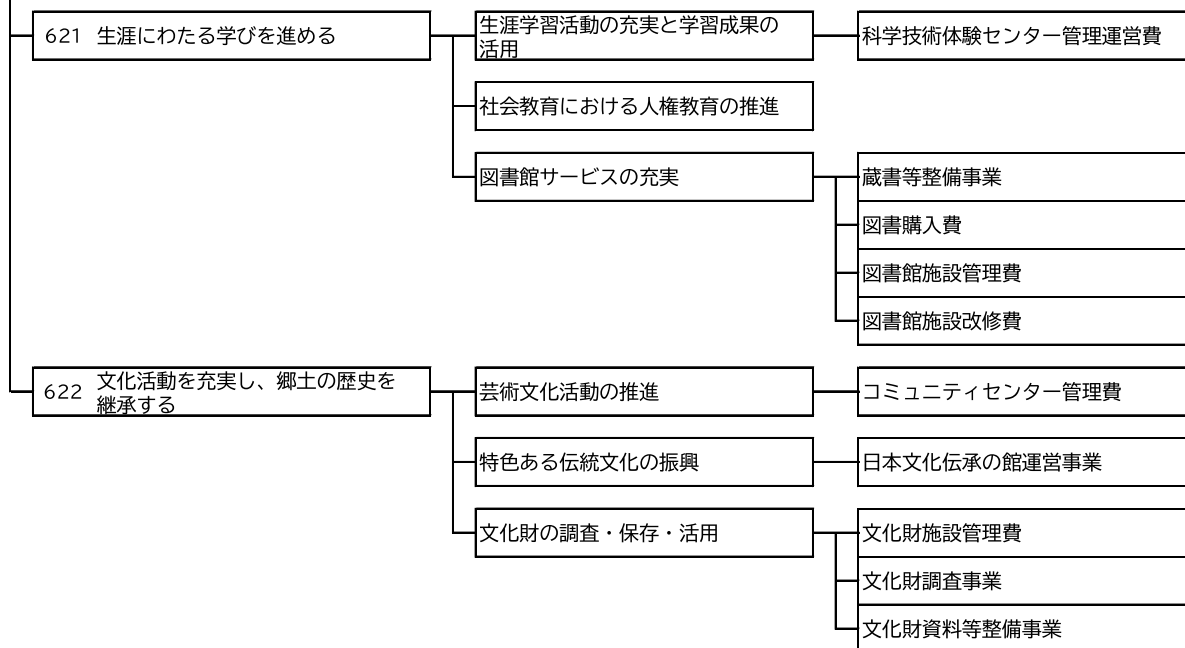 621 生涯にわたる学びを進める
生涯学習活動の充実と学習成果の
活用
科学技術体験センター管理運営費
社会教育における人権教育の推進
図書館サービスの充実
蔵書等整備事業
図書購入費
図書館施設管理費
図書館施設改修費
622 文化活動を充実し、郷土の歴史を
継承する
芸術文化活動の推進
コミュニティセンター管理費
特色ある伝統文化の振興
日本文化伝承の館運営事業
文化財の調査・保存・活用
文化財施設管理費
文化財調査事業
文化財資料等整備事業